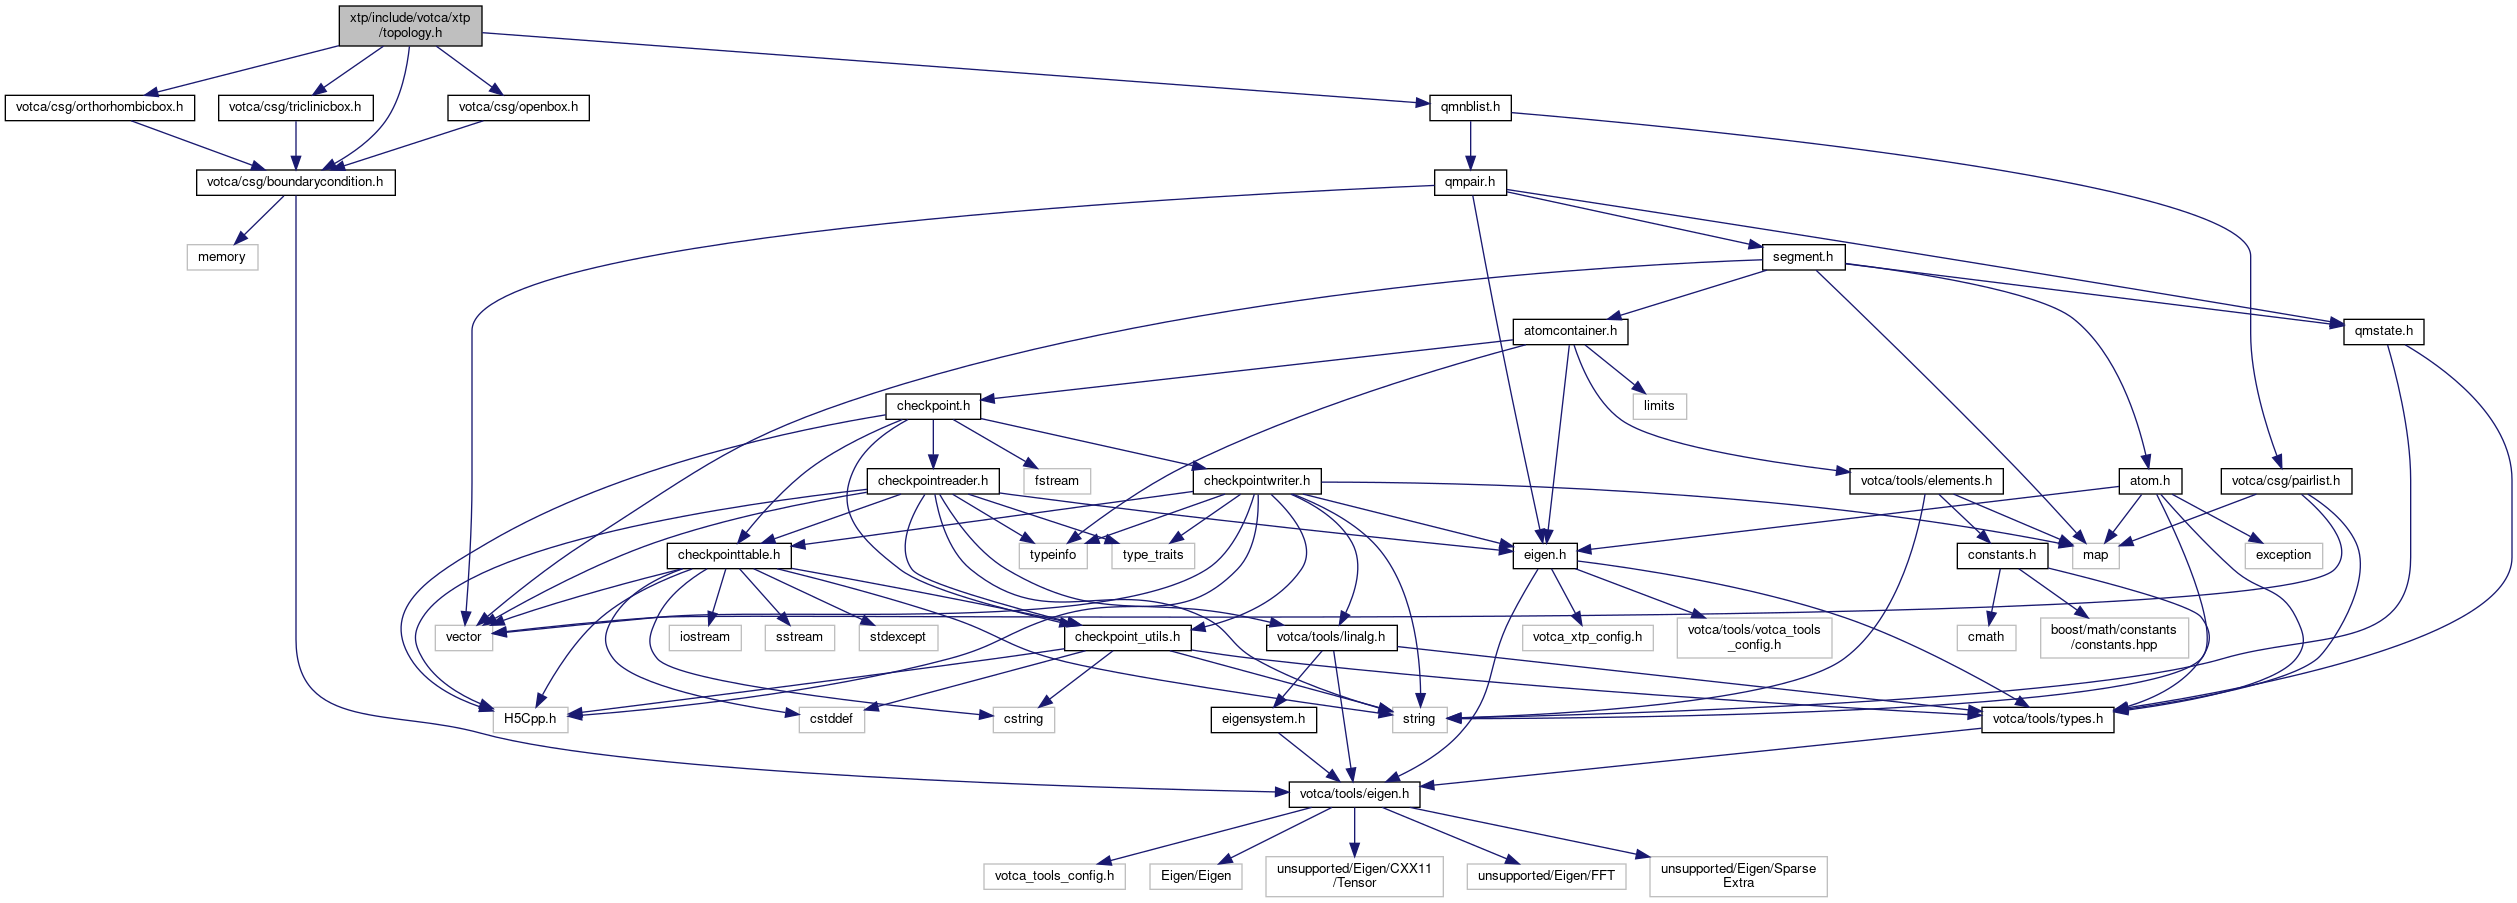 xtp/include/votca/xtp
/topology.h
votca/csg/orthorhombicbox.h
votca/csg/triclinicbox.h
votca/csg/openbox.h
qmnblist.h
votca/csg/boundarycondition.h
qmpair.h
memory
segment.h
atomcontainer.h
qmstate.h
checkpoint.h
limits
checkpointreader.h
fstream
checkpointwriter.h
votca/tools/elements.h
atom.h
votca/csg/pairlist.h
checkpointtable.h
typeinfo
type_traits
eigen.h
constants.h
map
exception
vector
iostream
sstream
stdexcept
checkpoint_utils.h
votca/tools/linalg.h
votca_xtp_config.h
votca/tools/votca_tools
_config.h
cmath
boost/math/constants
/constants.hpp
H5Cpp.h
cstddef
cstring
eigensystem.h
string
votca/tools/types.h
votca/tools/eigen.h
votca_tools_config.h
Eigen/Eigen
unsupported/Eigen/CXX11
/Tensor
unsupported/Eigen/FFT
unsupported/Eigen/Sparse
Extra